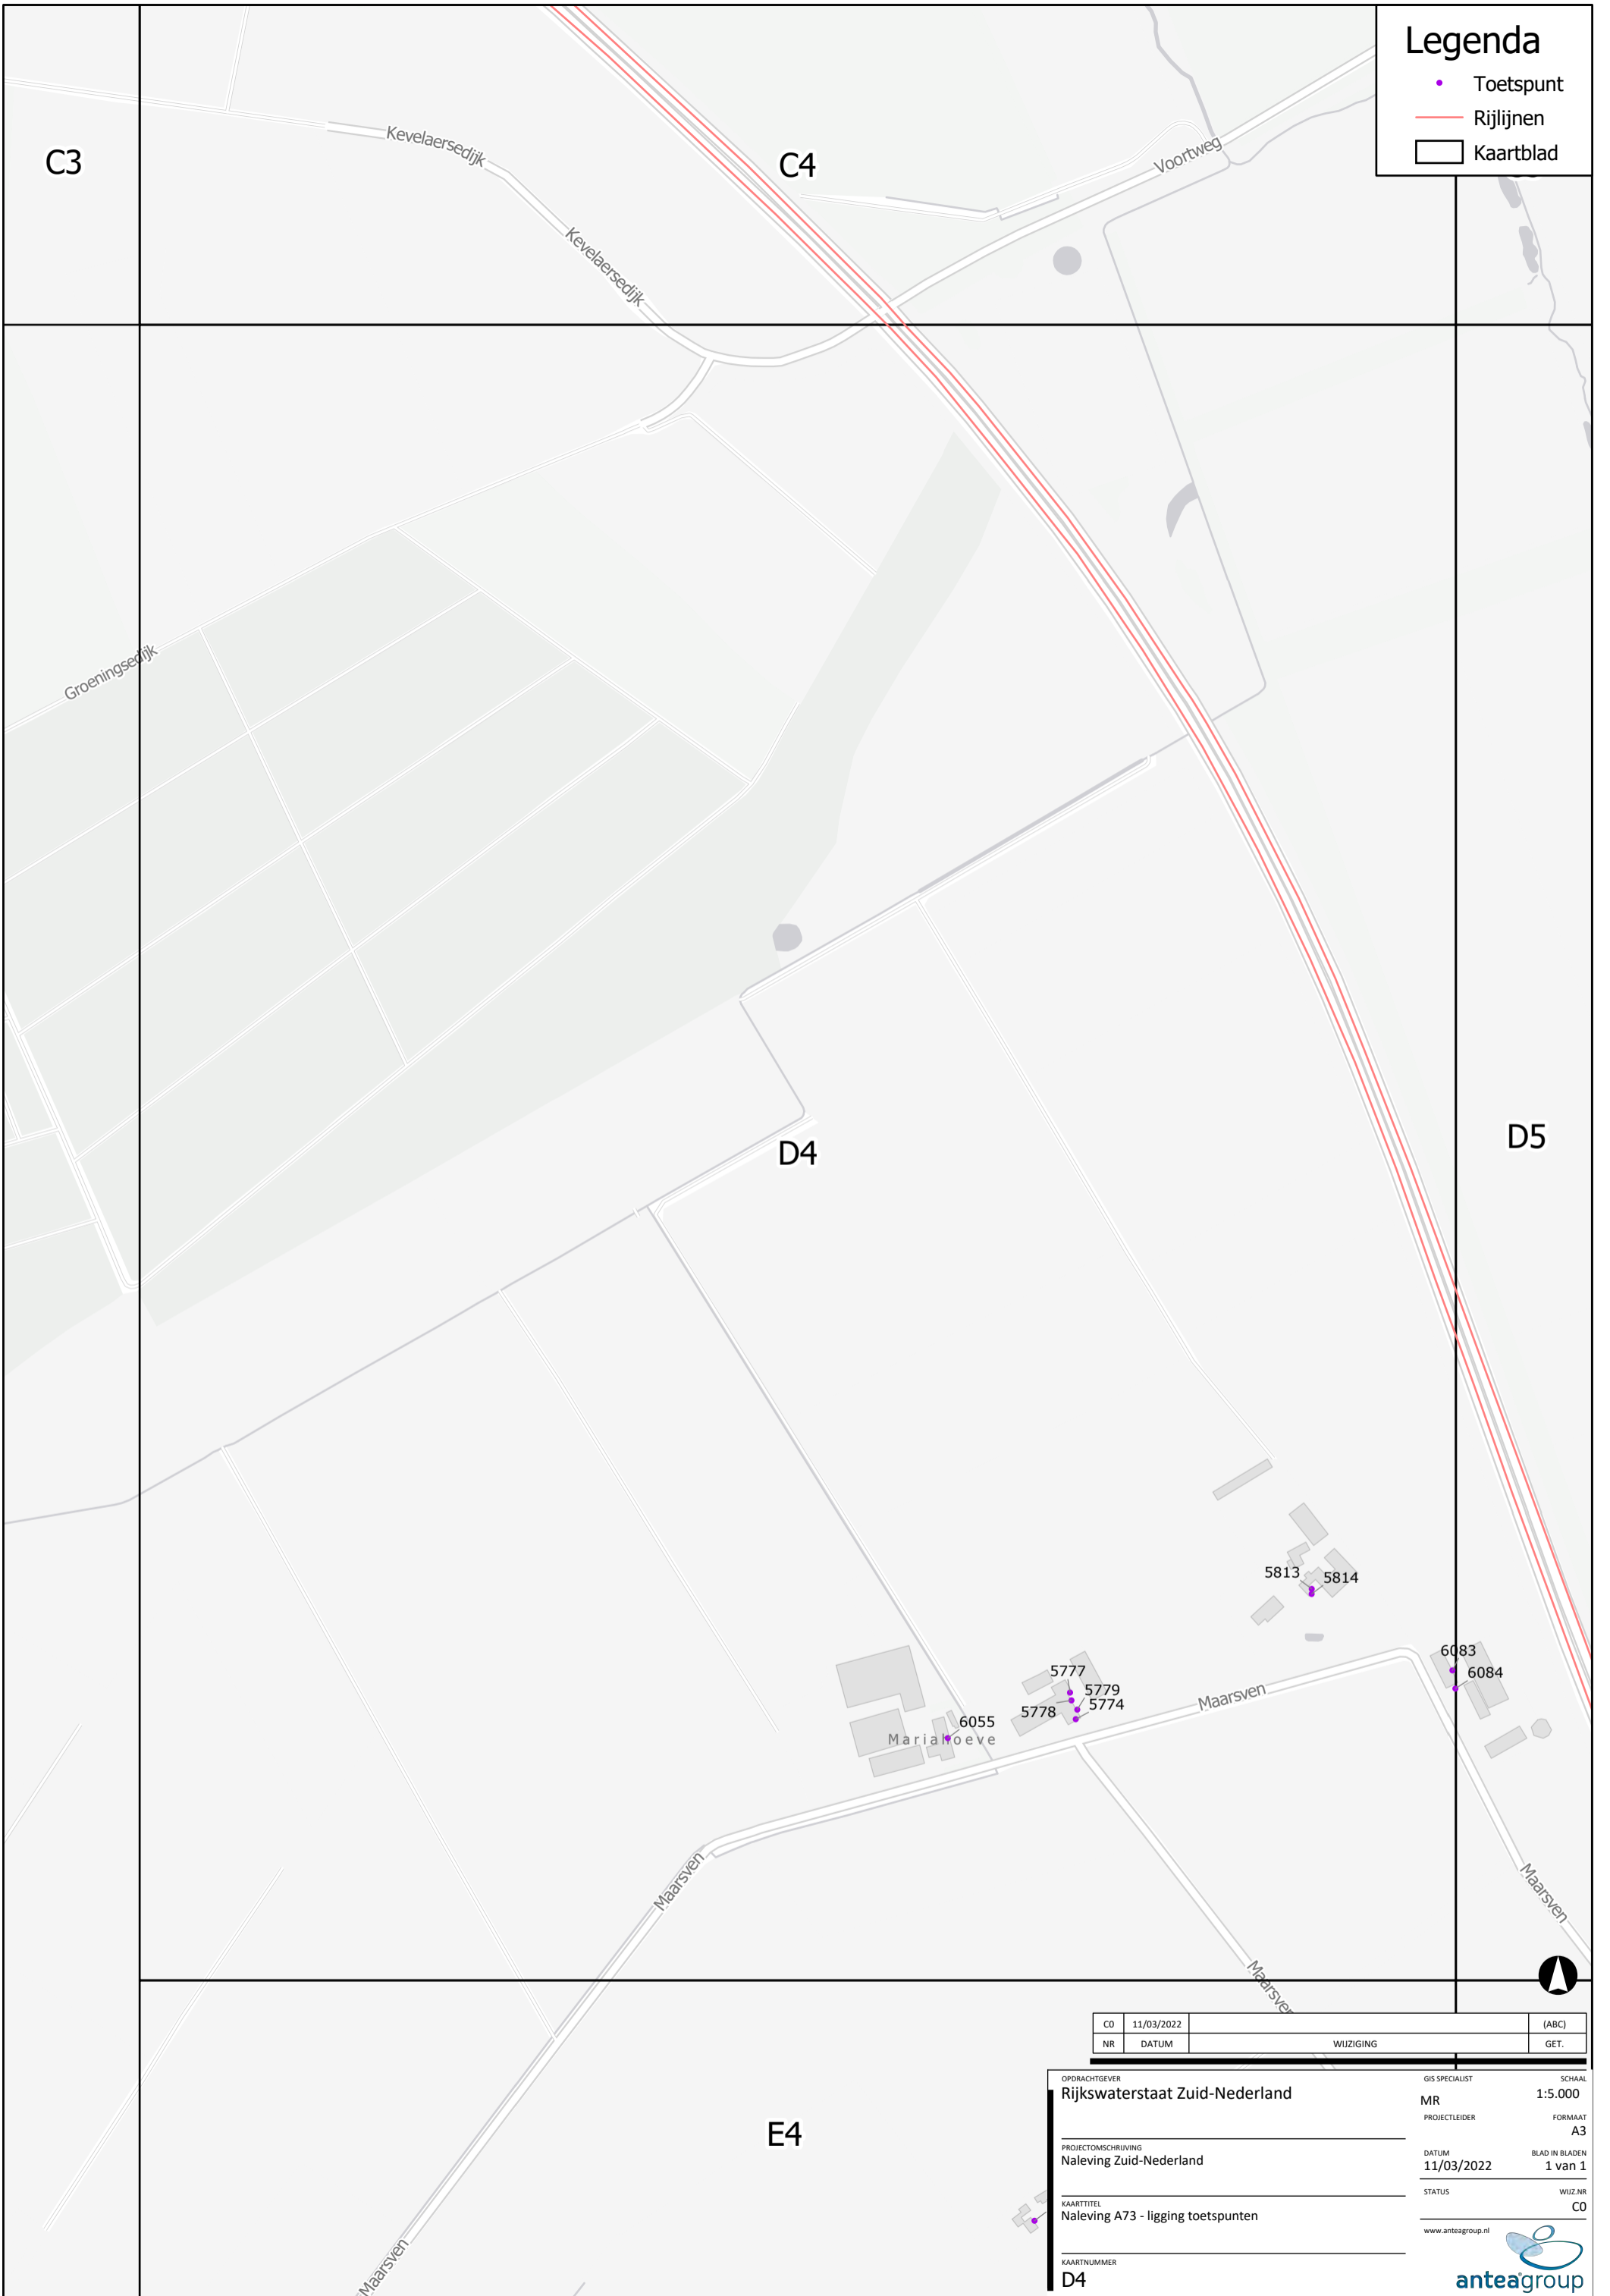 Legenda
Toetspunt
Rijlijnen
Kaartblad
C3
C4
Kevelaersedijk
Voortweg
Kevelaersedijk
Groeningsedijk
D5
D4
5813
5814
6083
6084
5777
5779
5778
5774
Maarsven
6055
Mariahoeve
Maarsven
Maarsven
Maarsven
C0 11/03/2022 (ABC)
NR DATUM WIJZIGING GET.
OPDRACHTGEVER
Rijkswaterstaat Zuid-Nederland
GIS SPECIALIST
MR
SCHAAL
1:5.000
PROJECTLEIDER
FORMAAT
A3
PROJECTOMSCHRIJVING
Naleving Zuid-Nederland
DATUM
11/03/2022
BLAD IN BLADEN
1 van 1
STATUS
WIJZ.NR
C0
KAARTTITEL
Naleving A73 - ligging toetspunten
www.anteagroup.nl
KAARTNUMMER
D4
anteagroup
E4
Maarsven